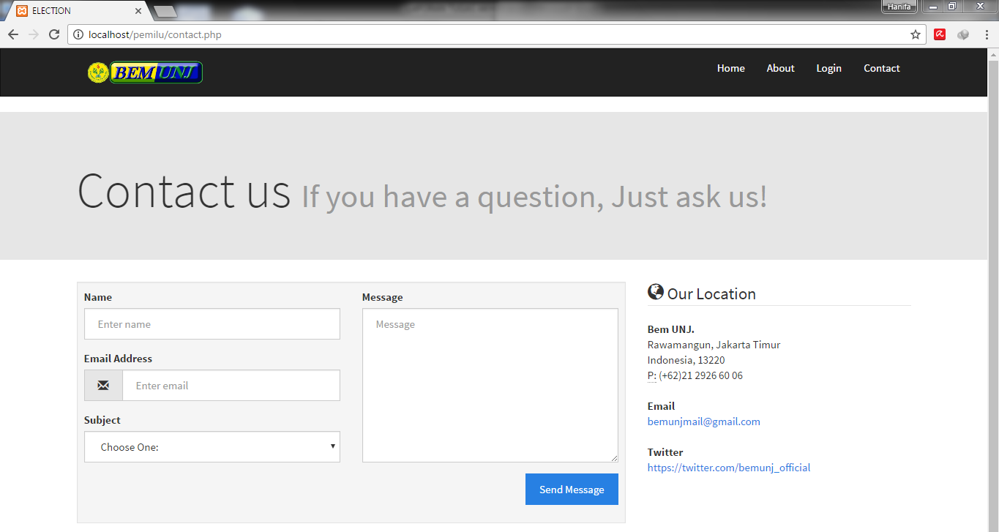 ELECTION
Hanifa
localhost/pemilu/contact.php
BEM UNJ
Home About Login Contact
Contact us If you have a question, Just ask us!
Name
Enter name
Email Address
Enter email
Subject
Choose One:
Message
Message
Send Message
Our Location
Bem UNJ.
Rawamangun, Jakarta Timur
Indonesia, 13220
P: (+62)21 2926 60 06
Email
bemunjmail@gmail.com
Twitter
https://twitter.com/bemunj_official